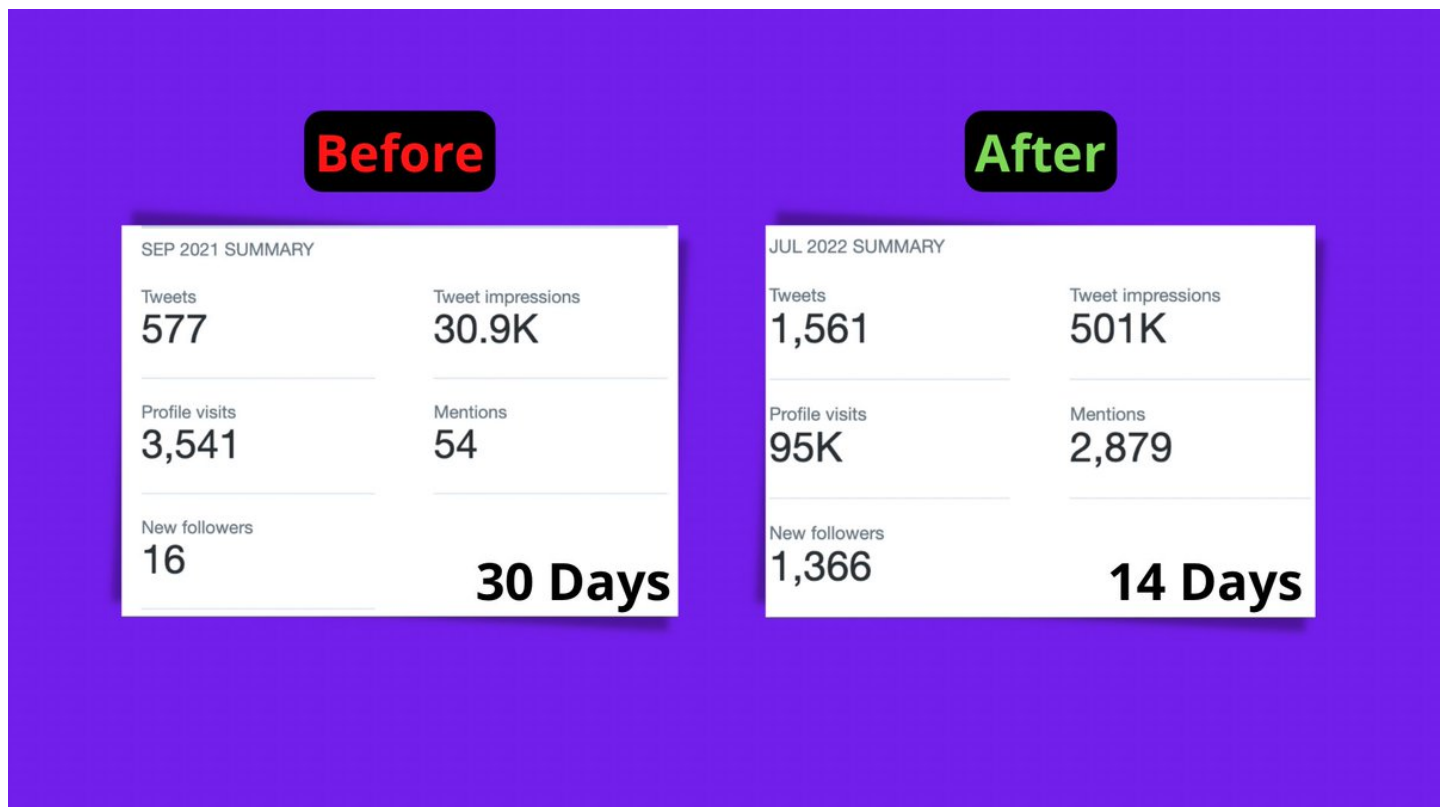 Before
After
SEP 2021 SUMMARY
Tweets
577
Tweet impressions
30.9K
Profile visits
3,541
Mentions
54
New followers
16
30 Days
JUL 2022 SUMMARY
Tweets
1,561
Tweet impressions
501K
Profile visits
95K
Mentions
2,879
New followers
1,366
14 Days